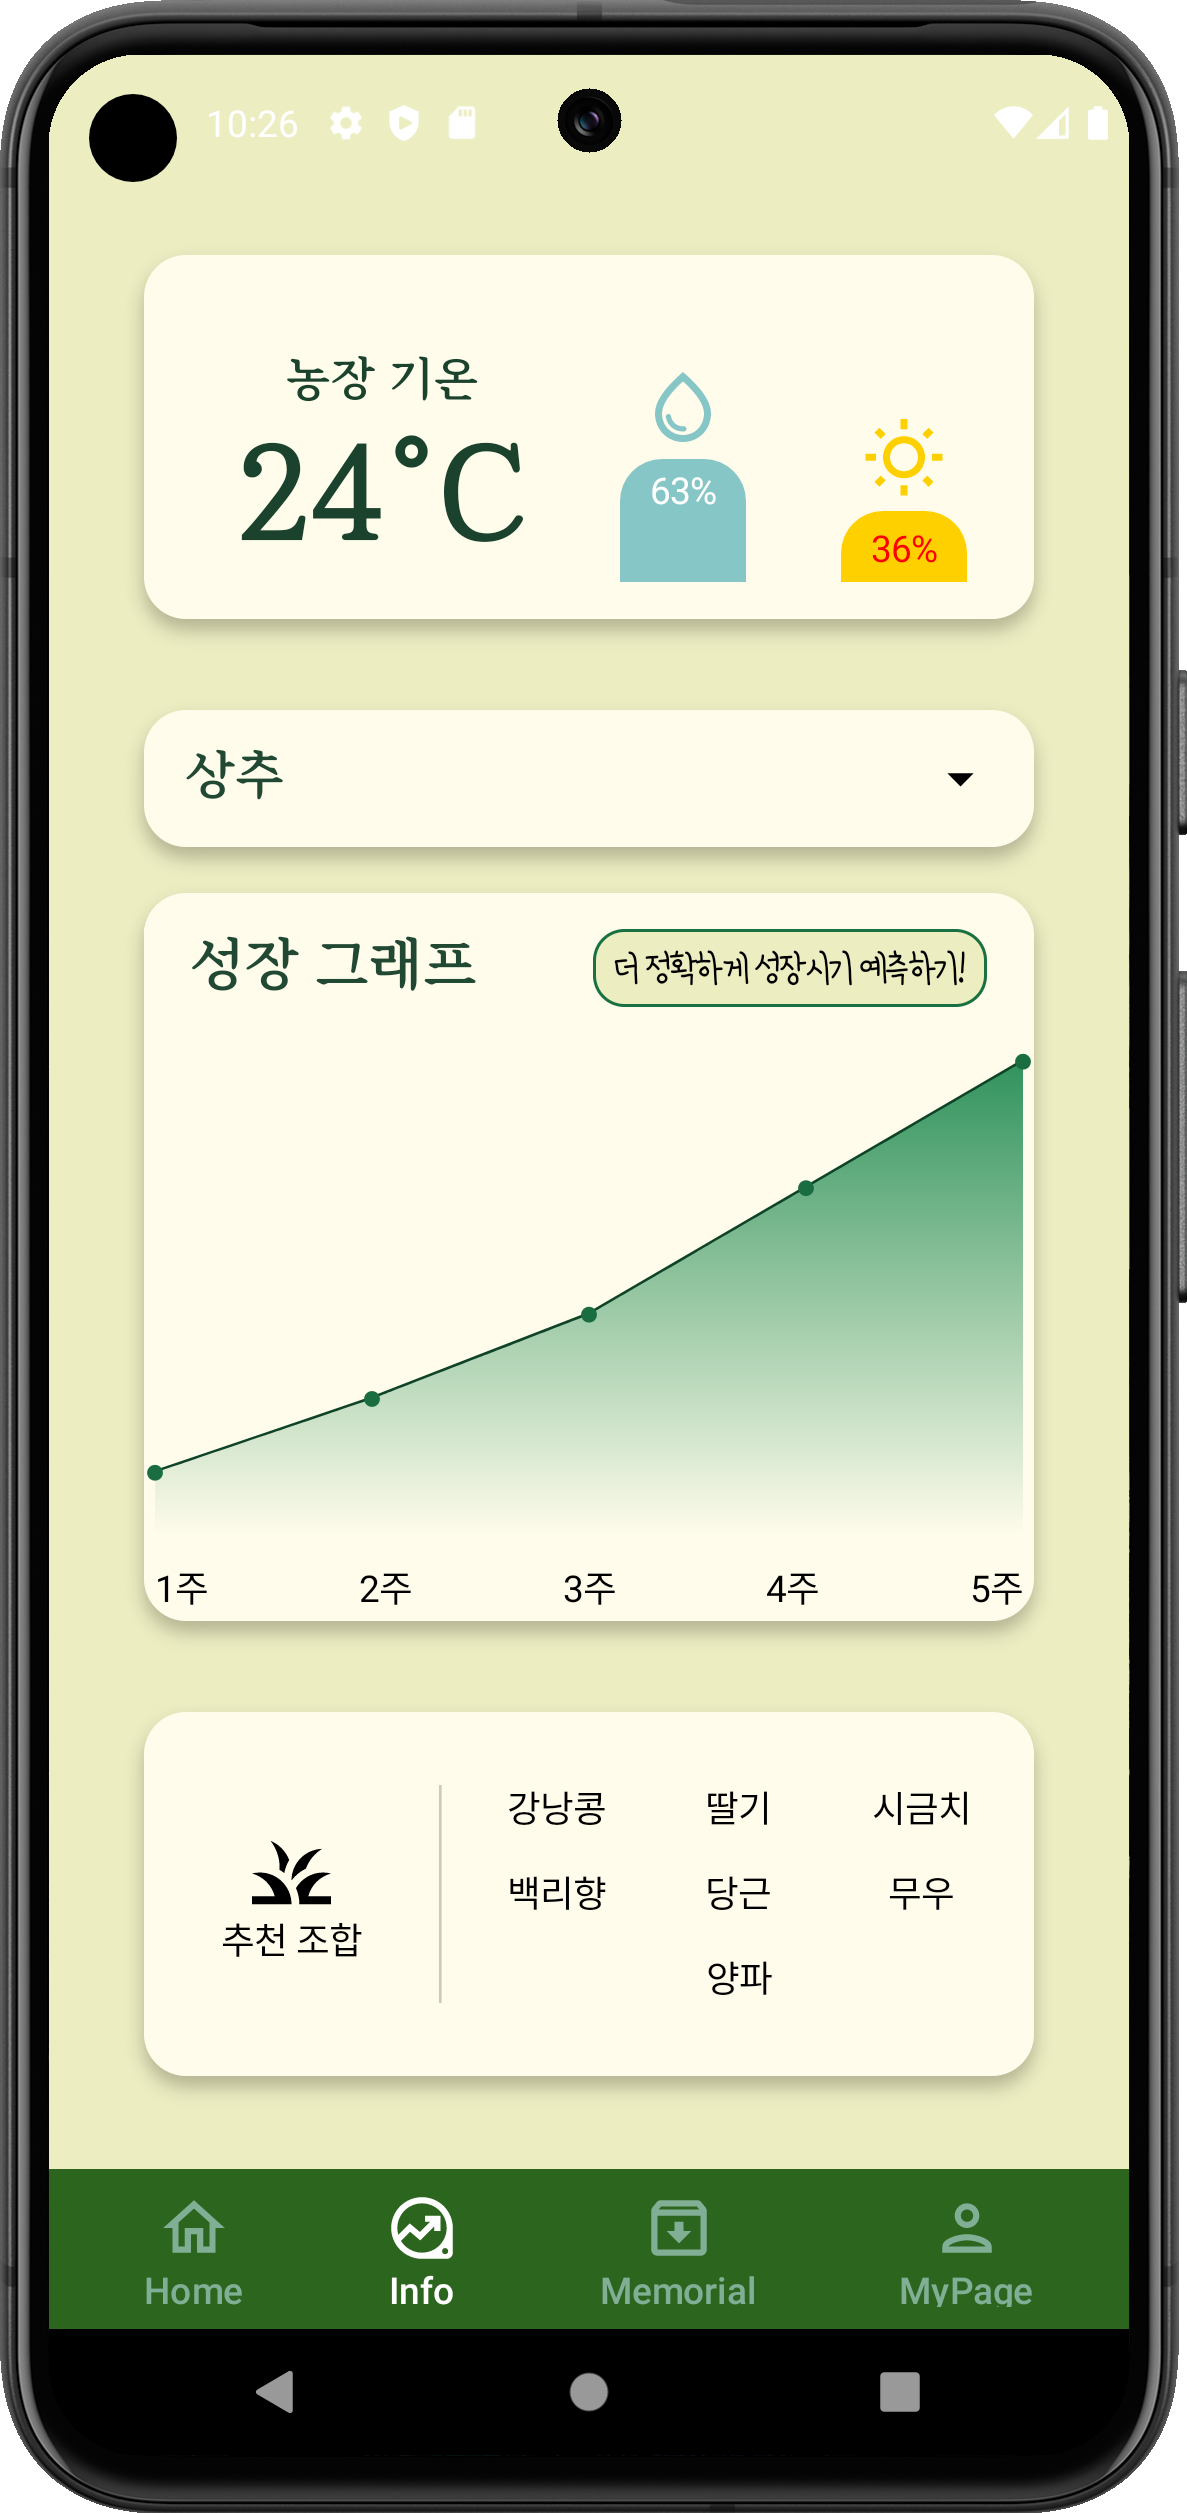 10:26
농장 기온
24°C
63%
36%
상추
성장 그래프
더 정확하게 성장시기 예측하기!
1주 2주 3주 4주 5주
강낭콩 딸기 시금치
백리향 당근 무우
양파
추천 조합
Home Info Memorial MyPage